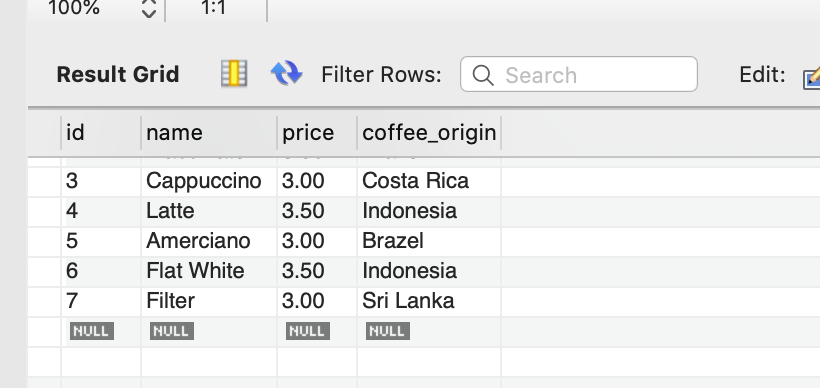 100% 1:1
Result Grid Filter Rows: Search Edit:
id name price coffee_origin
3 Cappuccino 3.00 Costa Rica
4 Latte 3.50 Indonesia
5 Amerciano 3.00 Brazel
6 Flat White 3.50 Indonesia
7 Filter 3.00 Sri Lanka
NULL NULL NULL NULL